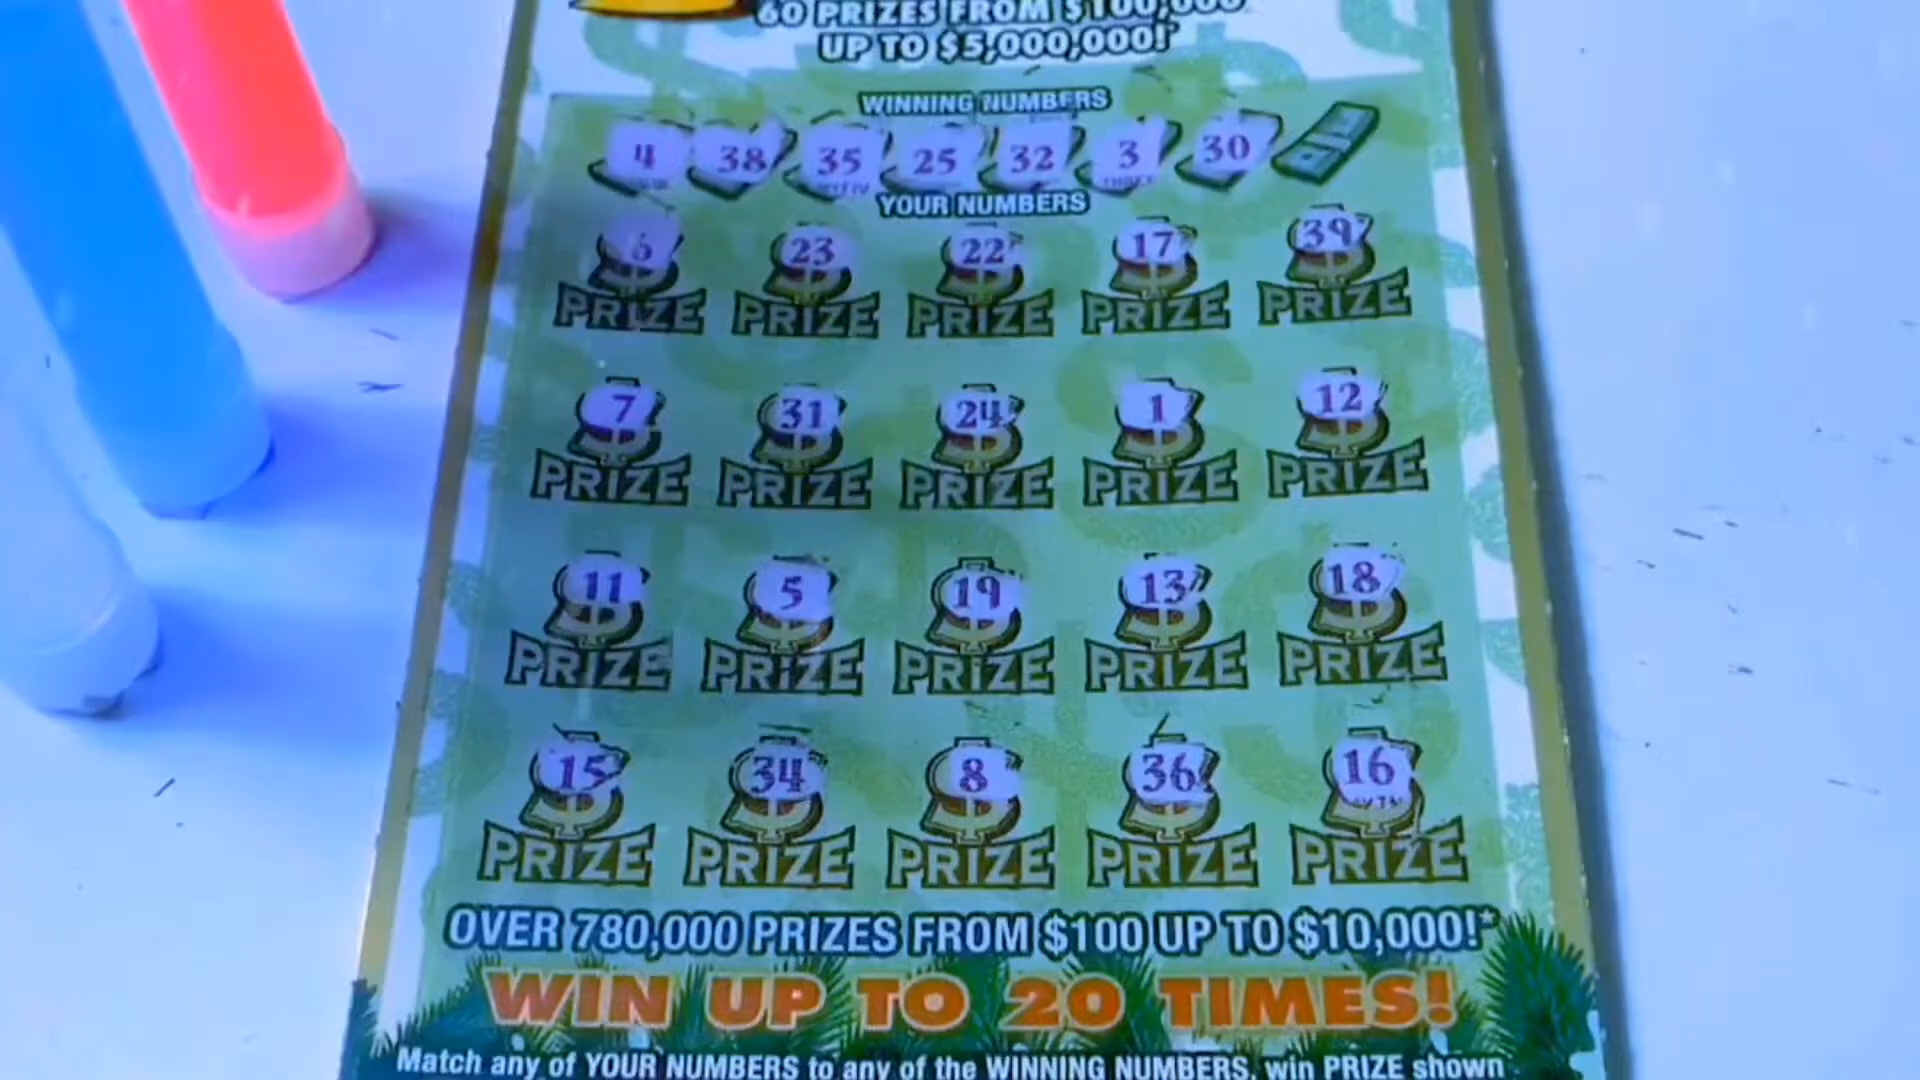 60 PRIZES FROM $100,000
UP TO $5,000,000!*
WINNING NUMBERS
4 38 35 25 32 3 30
YOUR NUMBERS
6 23 22 17 39
PRIZE PRIZE PRIZE PRIZE PRIZE
7 31 24 1 12
PRIZE PRIZE PRIZE PRIZE PRIZE
11 5 19 13 18
PRIZE PRIZE PRIZE PRIZE PRIZE
15 34 8 36 16
PRIZE PRIZE PRIZE PRIZE PRIZE
OVER 780,000 PRIZES FROM $100 UP TO $10,000!*
WIN UP TO 20 TIMES!
Match any of YOUR NUMBERS to any of the WINNING NUMBERS, win PRIZE shown